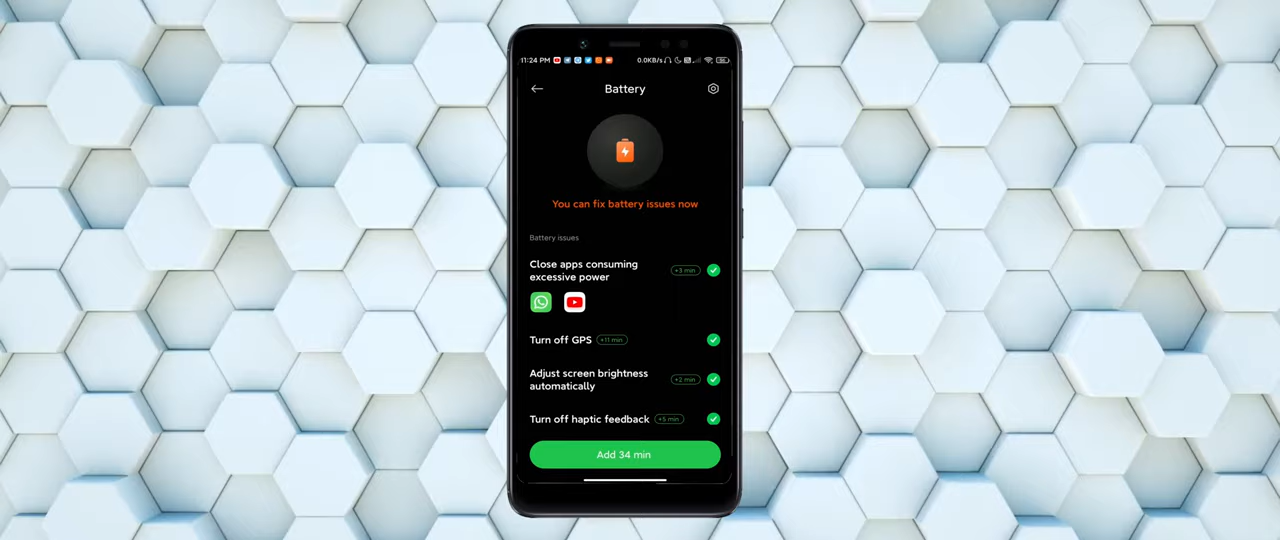 11:24 PM
0.0KB/s
Battery
You can fix battery issues now
Battery issues
Close apps consuming
excessive power
+3 min
Turn off GPS +11 min
Adjust screen brightness
automatically
+2 min
Turn off haptic feedback +5 min
Add 34 min